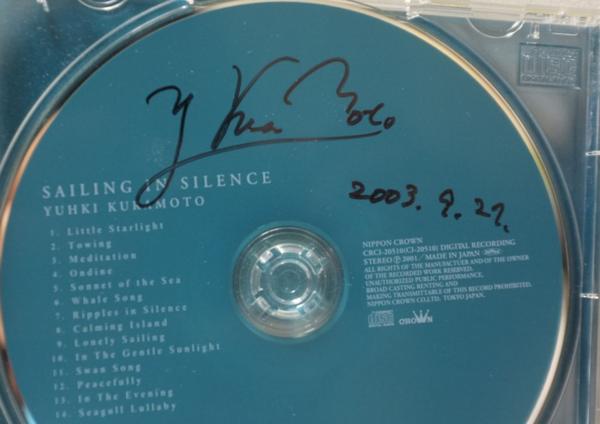 Y Kuramoto
2003. 9. 27.
SAILING IN SILENCE
YUHKI KURAMOTO
1. Little Starlight
2. Towing
3. Meditation
4. Ondine
5. Sonnet of the Sea
6. Whale Song
7. Ripples in Silence
8. Calming Island
9. Lonely Sailing
10. In The Gentle Sunlight
11. Swan Song
12. Peacefully
13. In The Evening
14. Seagull Lullaby
NIPPON CROWN
CRCI-20510(CI-20510) DIGITAL RECORDING
STEREO Ⓟ 2001 / MADE IN JAPAN
ALL RIGHTS OF THE MANUFACTUER AND OF THE OWNER
OF THE RECORDED WORK RESERVED.
UNAUTHORIZED PUBLIC PERFORMANCE,
BROAD CASTING RENTING AND
MAKING TRANSMITTABLE OF THIS RECORD PROHIBITED.
NIPPON CROWN CO.LTD. TOKYO JAPAN.
COMPACT disc DIGITAL AUDIO
CROWN